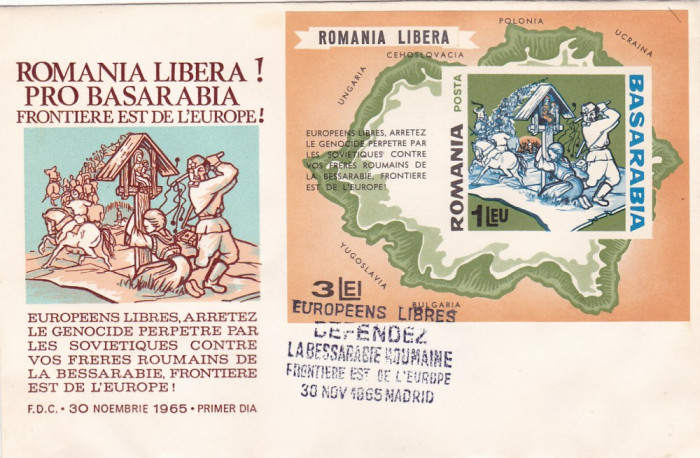 ROMANIA LIBERA !
PRO BASARABIA
FRONTIERE EST DE L'EUROPE!
EUROPEENS LIBRES, ARRETEZ
LE GENOCIDE PERPETRE PAR
LES SOVIETIQUES CONTRE
VOS FRERES ROUMAINS DE
LA BESSARABIE, FRONTIERE
EST DE L'EUROPE!
F.D.C. • 30 NOEMBRIE 1965 • PRIMER DIA
ROMANIA LIBERA
POLONIA
UCRAINA
CEHOSLOVACIA
UNGARIA
EUROPEENS LIBRES, ARRETEZ
LE GENOCIDE PERPETRE PAR
LES SOVIETIQUES CONTRE
VOS FRERES ROUMAINS DE
LA BESSARABIE, FRONTIERE
EST DE L'EUROPE!
ROMANIA POSTA
BASARABIA
1 LEU
YUGOSLAVIA
BULGARIA
3 LEI
EUROPEENS LIBRES
DEFENDEZ
LA BESSARABIE ROUMAINE
FRONTIERE EST DE L'EUROPE
30 NOV 1965 MADRID